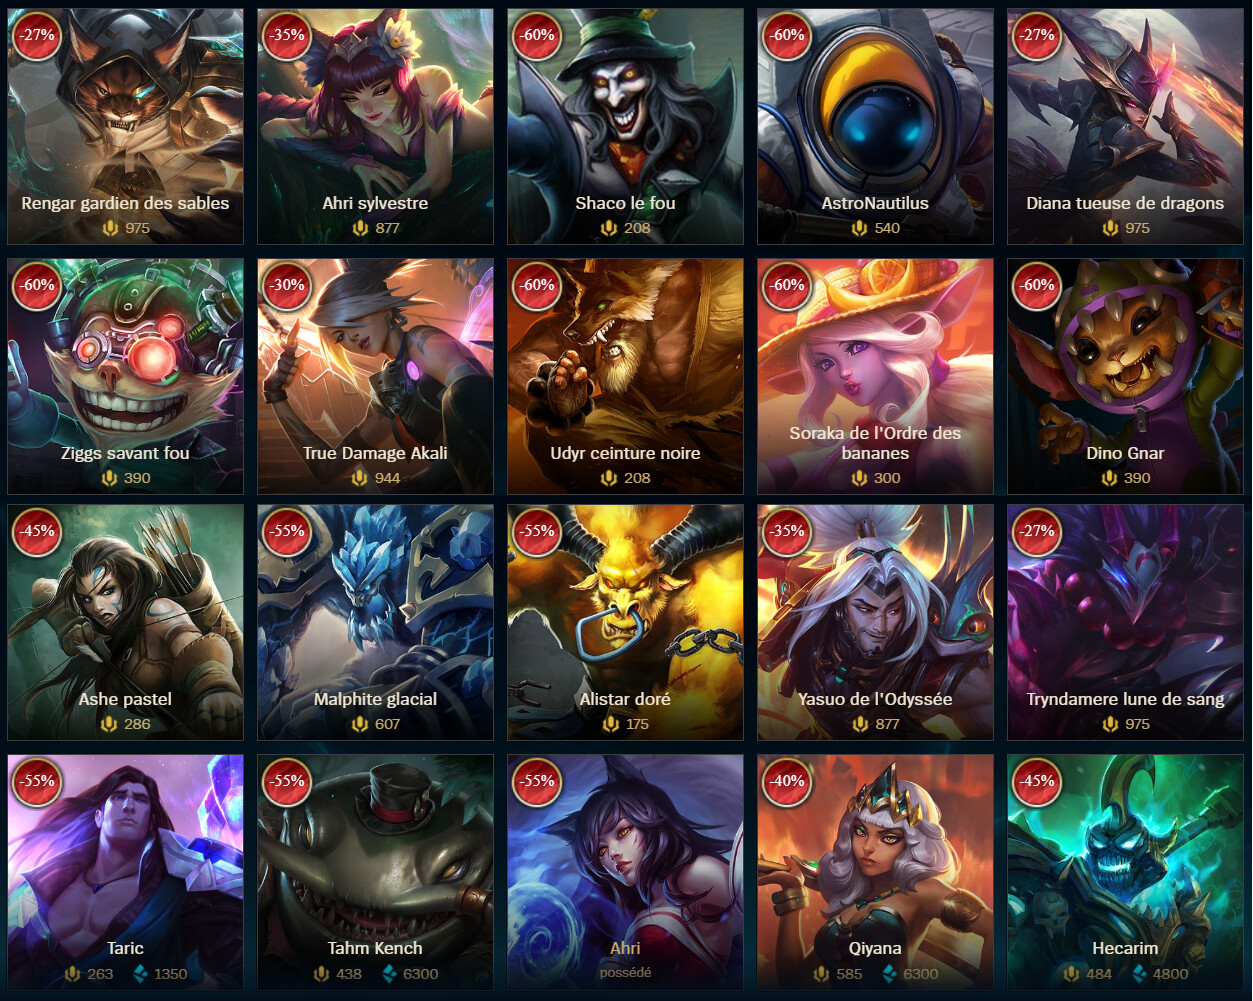 -27%
-35%
-60%
-60%
-27%
Rengar gardien des sables
975
Ahri sylvestre
877
Shaco le fou
208
AstroNautilus
540
Diana tueuse de dragons
975
-60%
-30%
-60%
-60%
-60%
Ziggs savant fou
390
True Damage Akali
944
Udyr ceinture noire
208
Soraka de l'Ordre des
bananes
300
Dino Gnar
390
-45%
-55%
-55%
-35%
-27%
Ashe pastel
286
Malphite glacial
607
Alistar doré
175
Yasuo de l'Odyssée
877
Tryndamere lune de sang
975
-55%
-55%
-55%
-40%
-45%
Taric
263 1350
Tahm Kench
438 6300
Ahri
possédé
Qiyana
585 6300
Hecarim
484 4800